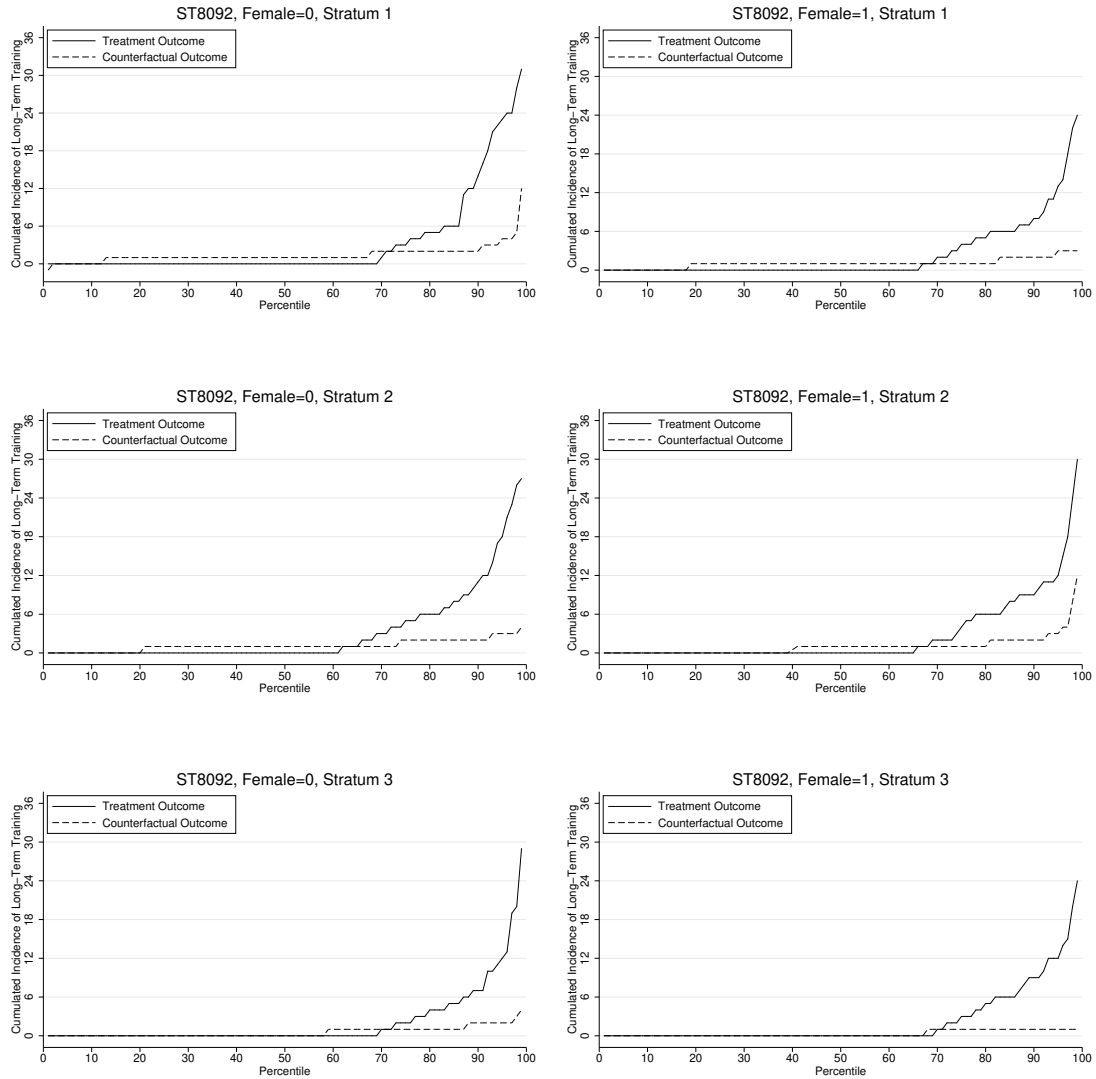 ST8092, Female=0, Stratum 1
Cumulated Incidence of Long−Term Training
36
30
24
18
12
6
0
Treatment Outcome
Counterfactual Outcome
0 10 20 30 40 50 60 70 80 90 100
Percentile
ST8092, Female=1, Stratum 1
Cumulated Incidence of Long−Term Training
36
30
24
18
12
6
0
Treatment Outcome
Counterfactual Outcome
0 10 20 30 40 50 60 70 80 90 100
Percentile
ST8092, Female=0, Stratum 2
Cumulated Incidence of Long−Term Training
36
30
24
18
12
6
0
Treatment Outcome
Counterfactual Outcome
0 10 20 30 40 50 60 70 80 90 100
Percentile
ST8092, Female=1, Stratum 2
Cumulated Incidence of Long−Term Training
36
30
24
18
12
6
0
Treatment Outcome
Counterfactual Outcome
0 10 20 30 40 50 60 70 80 90 100
Percentile
ST8092, Female=0, Stratum 3
Cumulated Incidence of Long−Term Training
36
30
24
18
12
6
0
Treatment Outcome
Counterfactual Outcome
0 10 20 30 40 50 60 70 80 90 100
Percentile
ST8092, Female=1, Stratum 3
Cumulated Incidence of Long−Term Training
36
30
24
18
12
6
0
Treatment Outcome
Counterfactual Outcome
0 10 20 30 40 50 60 70 80 90 100
Percentile